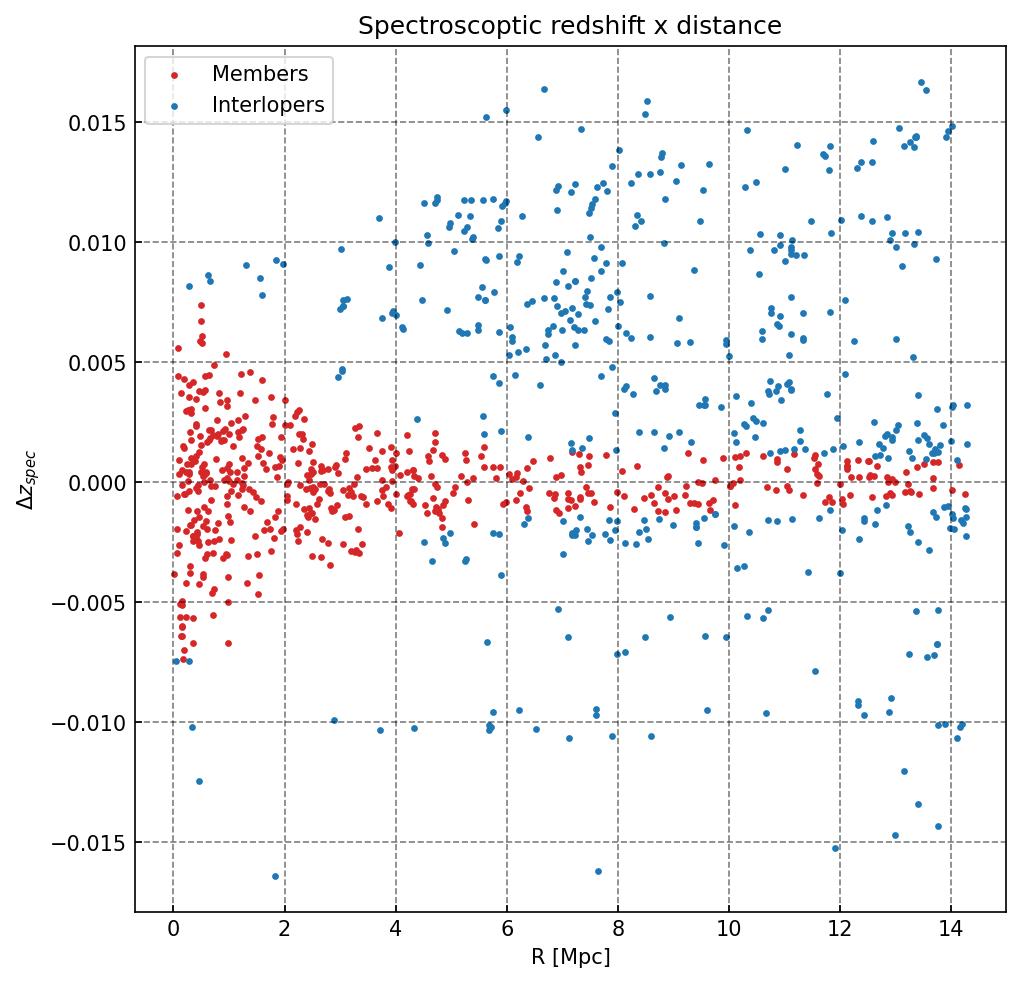 Spectroscoptic redshift x distance
Members
Interlopers
0.015
0.010
0.005
0.000
−0.005
−0.010
−0.015
Δz_spec
0 2 4 6 8 10 12 14
R [Mpc]